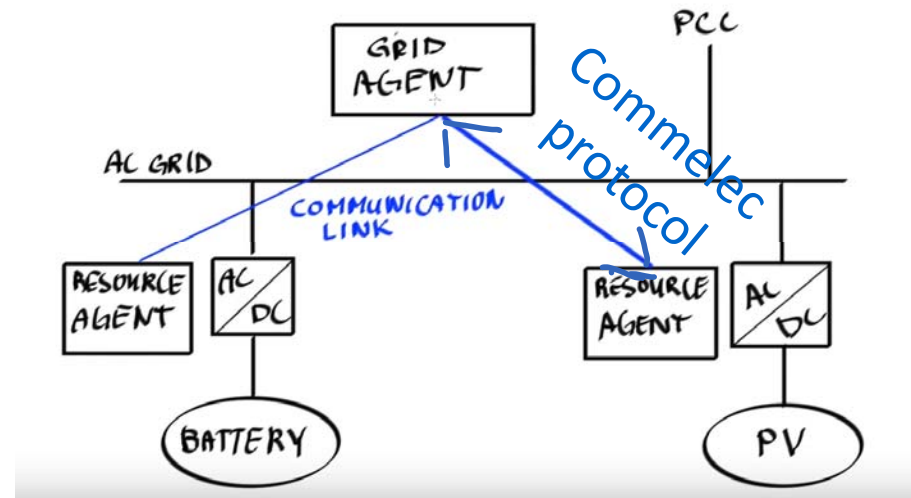 GRID
AGENT
PCC
Commelec
protocol
AC GRID
COMMUNICATION
LINK
RESOURCE
AGENT
AC
DC
RESOURCE
AGENT
AC
DC
BATTERY
PV